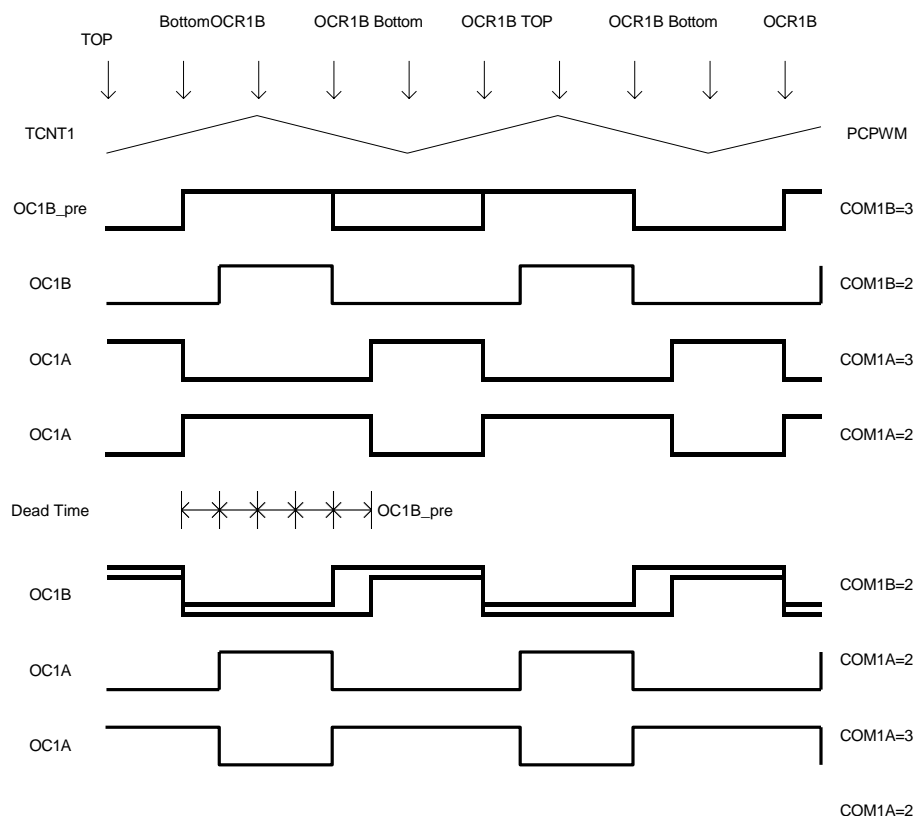 BottomOCR1B OCR1B Bottom OCR1B TOP OCR1B Bottom OCR1B
TOP
TCNT1 PCPWM
OC1B_pre COM1B=3
OC1B COM1B=2
OC1A COM1A=3
OC1A COM1A=2
Dead Time OC1B_pre
OC1B COM1B=2
OC1A COM1A=2
OC1A COM1A=3
COM1A=2